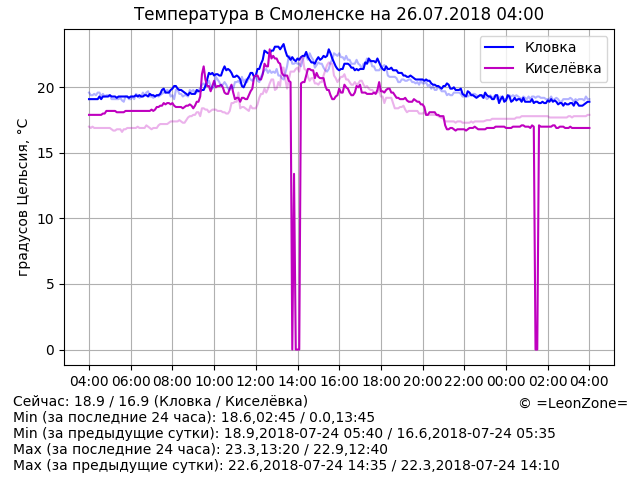 Температура в Смоленске на 26.07.2018 04:00
Кловка
Киселёвка
градусов Цельсия, °C
20
15
10
5
0
04:00 06:00 08:00 10:00 12:00 14:00 16:00 18:00 20:00 22:00 00:00 02:00 04:00
Сейчас: 18.9 / 16.9 (Кловка / Киселёвка)
© =LeonZone=
Min (за последние 24 часа): 18.6,02:45 / 0.0,13:45
Min (за предыдущие сутки): 18.9,2018-07-24 05:40 / 16.6,2018-07-24 05:35
Max (за последние 24 часа): 23.3,13:20 / 22.9,12:40
Max (за предыдущие сутки): 22.6,2018-07-24 14:35 / 22.3,2018-07-24 14:10